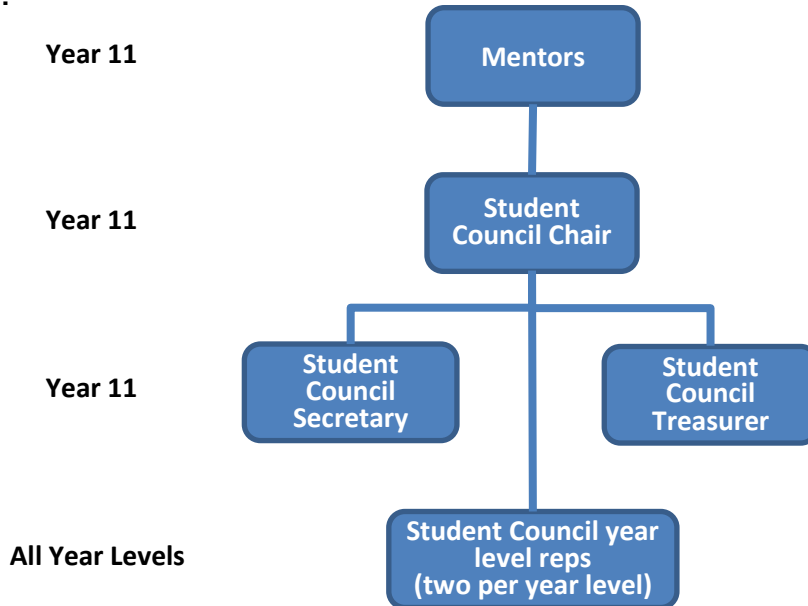 .
Year 11
Mentors
Year 11
Student
Council Chair
Year 11
Student
Council
Secretary
Student
Council
Treasurer
All Year Levels
Student Council year
level reps
(two per year level)